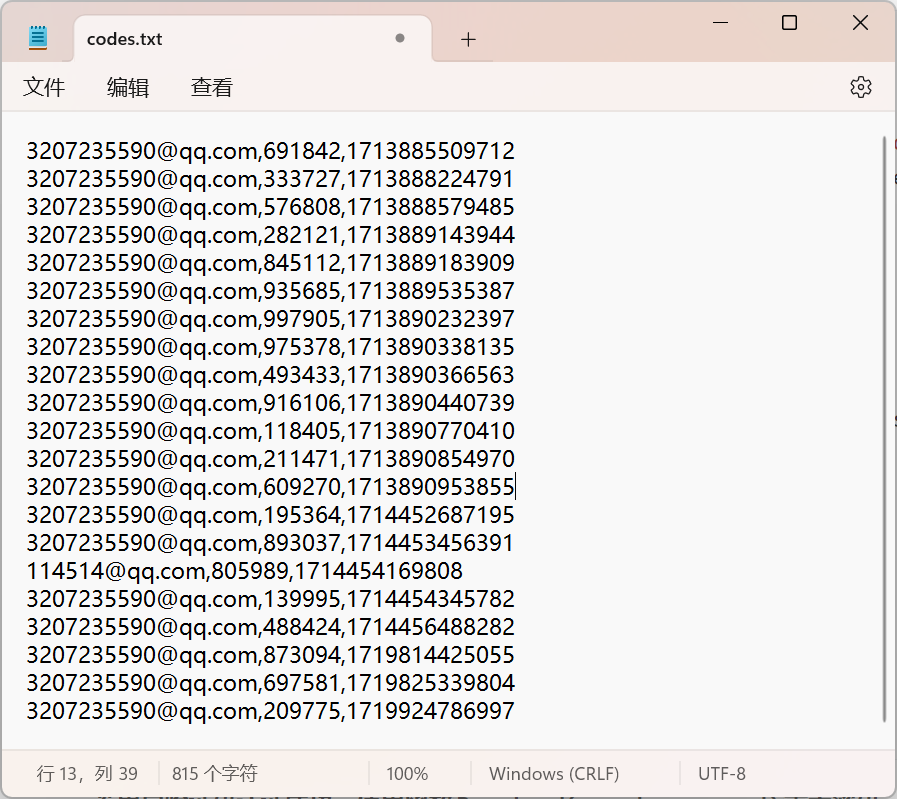 codes.txt
文件 编辑 查看
3207235590@qq.com,691842,1713885509712
3207235590@qq.com,333727,1713888224791
3207235590@qq.com,576808,1713888579485
3207235590@qq.com,282121,1713889143944
3207235590@qq.com,845112,1713889183909
3207235590@qq.com,935685,1713889535387
3207235590@qq.com,997905,1713890232397
3207235590@qq.com,975378,1713890338135
3207235590@qq.com,493433,1713890366563
3207235590@qq.com,916106,1713890440739
3207235590@qq.com,118405,1713890770410
3207235590@qq.com,211471,1713890854970
3207235590@qq.com,609270,1713890953855
3207235590@qq.com,195364,1714452687195
3207235590@qq.com,893037,1714453456391
114514@qq.com,805989,1714454169808
3207235590@qq.com,139995,1714454345782
3207235590@qq.com,488424,1714456488282
3207235590@qq.com,873094,1719814425055
3207235590@qq.com,697581,1719825339804
3207235590@qq.com,209775,1719924786997
行 13，列 39 815 个字符 100% Windows (CRLF) UTF-8